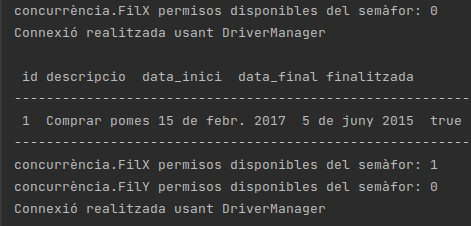 concurrència.FilX permisos disponibles del semàfor: 0
Connexió realitzada usant DriverManager
id descripcio data_inici data_final finalitzada
--------------------------------------------------------
1 Comprar pomes 15 de febr. 2017 5 de juny 2015 true
--------------------------------------------------------
concurrència.FilX permisos disponibles del semàfor: 1
concurrència.FilY permisos disponibles del semàfor: 0
Connexió realitzada usant DriverManager